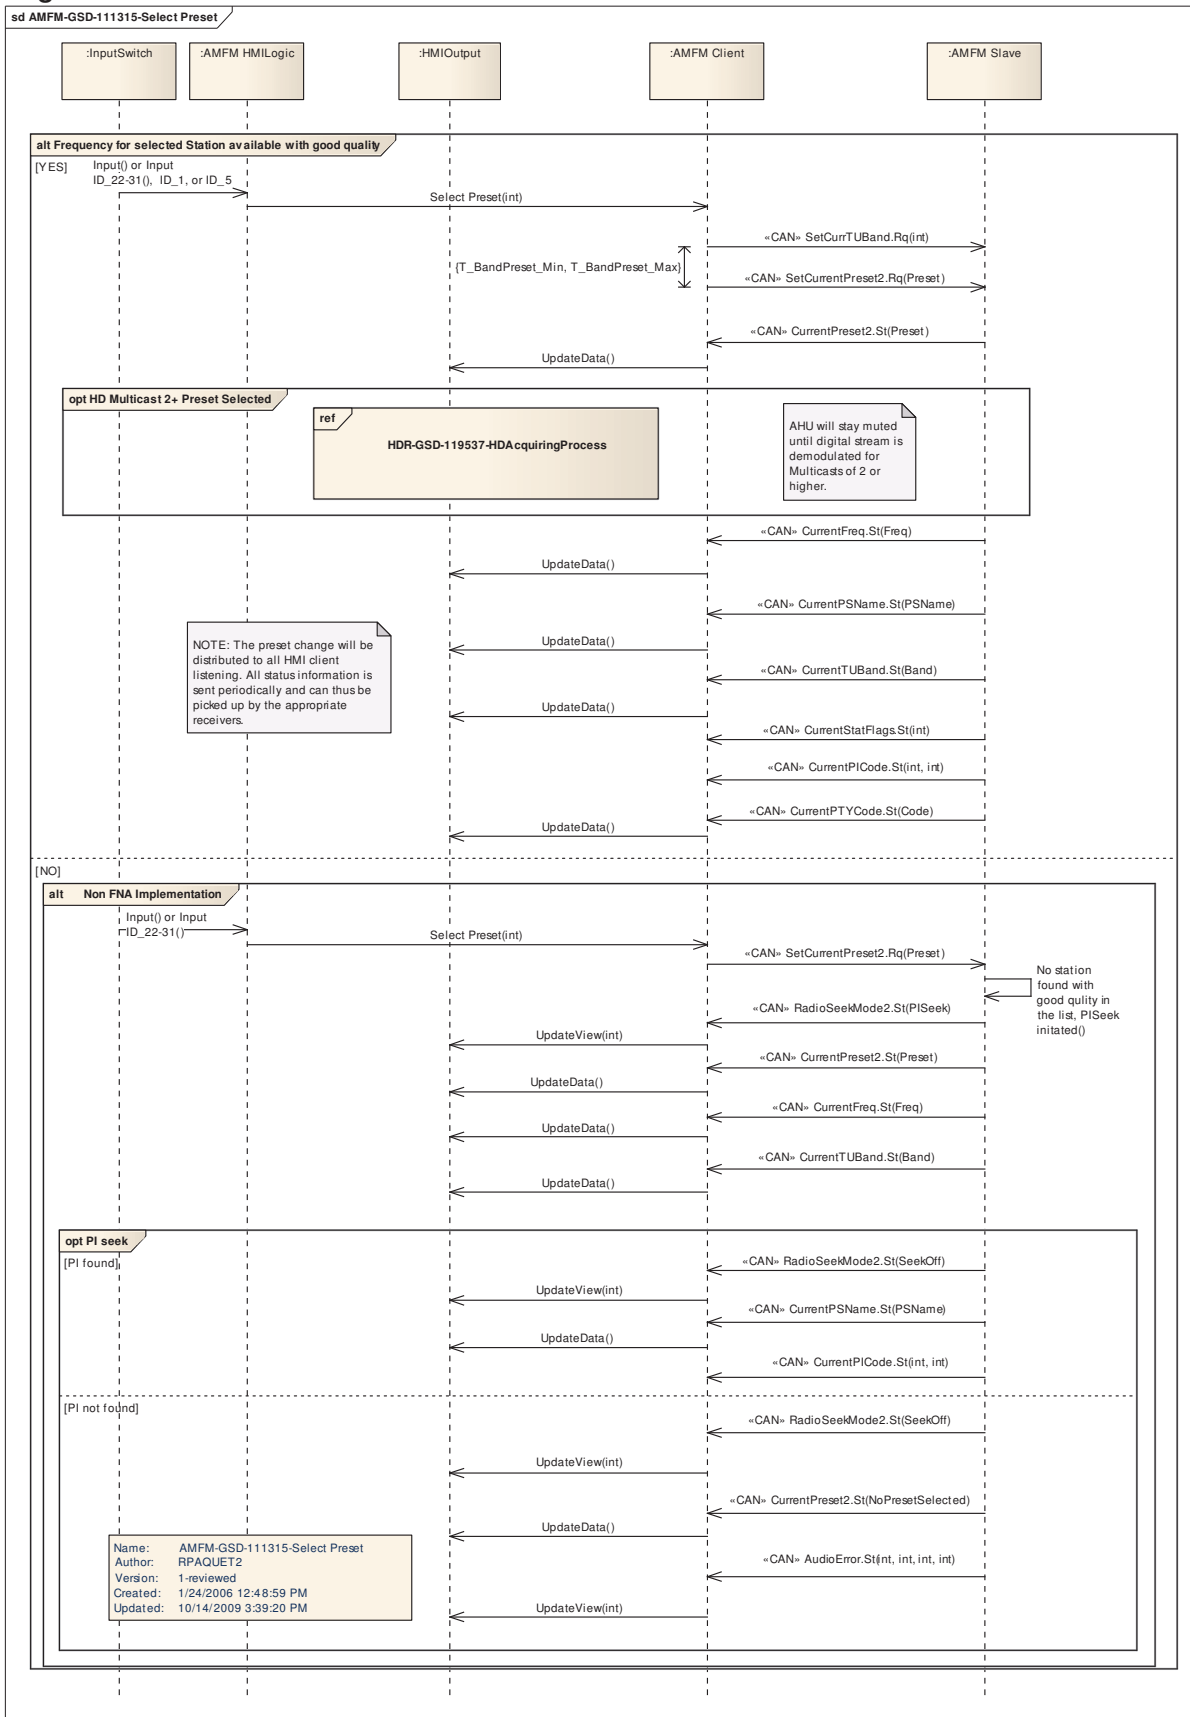 sd AMFM-GSD-111315-Select Preset
:InputSwitch
:AMFM HMILogic
:HMIOutput
:AMFM Client
:AMFM Slave
alt Frequency for selected Station available with good quality
[YES]
Input() or Input
ID_22-31(), ID_1, or ID_5
Select Preset(int)
«CAN» SetCurrTUBand.Rq(int)
{T_BandPreset_Min, T_BandPreset_Max}
«CAN» SetCurrentPreset2.Rq(Preset)
«CAN» CurrentPreset2.St(Preset)
UpdateData()
opt HD Multicast 2+ Preset Selected
ref
HDR-GSD-119537-HDAcquiringProcess
AHU will stay muted
until digital stream is
demodulated for
Multicasts of 2 or
higher.
«CAN» CurrentFreq.St(Freq)
UpdateData()
«CAN» CurrentPSName.St(PSName)
NOTE: The preset change will be
distributed to all HMI client
listening. All status information is
sent periodically and can thus be
picked up by the appropriate
receivers.
UpdateData()
«CAN» CurrentTUBand.St(Band)
UpdateData()
«CAN» CurrentStatFlags.St(int)
«CAN» CurrentPICode.St(int, int)
«CAN» CurrentPTYCode.St(Code)
UpdateData()
[NO]
alt Non FNA Implementation
Input() or Input
ID_22-31()
Select Preset(int)
«CAN» SetCurrentPreset2.Rq(Preset)
No station
found with
good qulity in
the list, PISeek
initated()
«CAN» RadioSeekMode2.St(PISeek)
UpdateView(int)
«CAN» CurrentPreset2.St(Preset)
UpdateData()
«CAN» CurrentFreq.St(Freq)
UpdateData()
«CAN» CurrentTUBand.St(Band)
UpdateData()
opt PI seek
[PI found]
«CAN» RadioSeekMode2.St(SeekOff)
UpdateView(int)
«CAN» CurrentPSName.St(PSName)
UpdateData()
«CAN» CurrentPICode.St(int, int)
[PI not found]
«CAN» RadioSeekMode2.St(SeekOff)
UpdateView(int)
«CAN» CurrentPreset2.St(NoPresetSelected)
UpdateData()
«CAN» AudioError.St(int, int, int, int)
UpdateView(int)
Name: AMFM-GSD-111315-Select Preset
Author: RPAQUET2
Version: 1-reviewed
Created: 1/24/2006 12:48:59 PM
Updated: 10/14/2009 3:39:20 PM